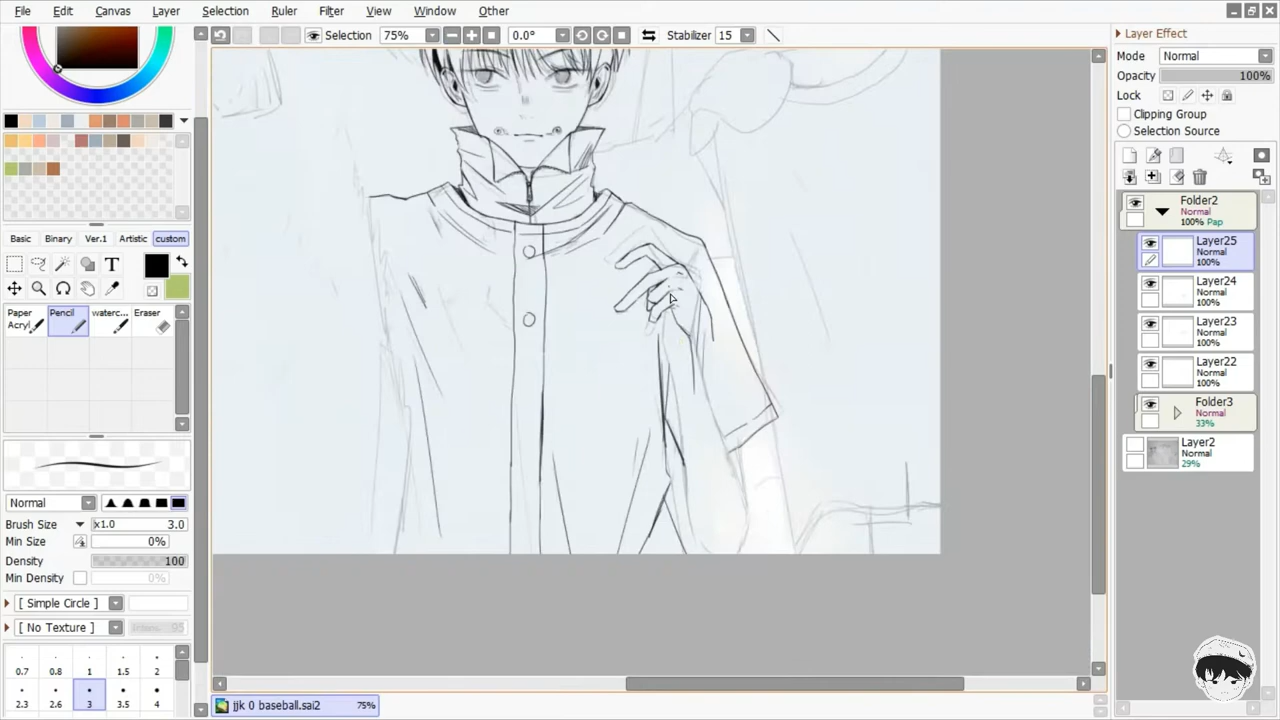 File Edit Canvas Layer Selection Ruler Filter View Window Other
Selection 75% 0.0° Stabilizer 15
Layer Effect
Mode Normal
Opacity 100%
Lock
Clipping Group
Selection Source
Basic Binary Ver.1 Artistic custom
T
Paper Acryl Pencil waterc... Eraser
Normal
Brush Size x1.0 3.0
Min Size 0%
Density 100
Min Density 0%
[ Simple Circle ]
[ No Texture ] 95
0.7 0.8 1 1.5 2
2.3 2.6 3 3.5 4
Folder2
Normal
100% Pap
Layer25
Normal
100%
Layer24
Normal
100%
Layer23
Normal
100%
Layer22
Normal
100%
Folder3
Normal
33%
Layer2
Normal
29%
jjk 0 baseball.sai2 75%